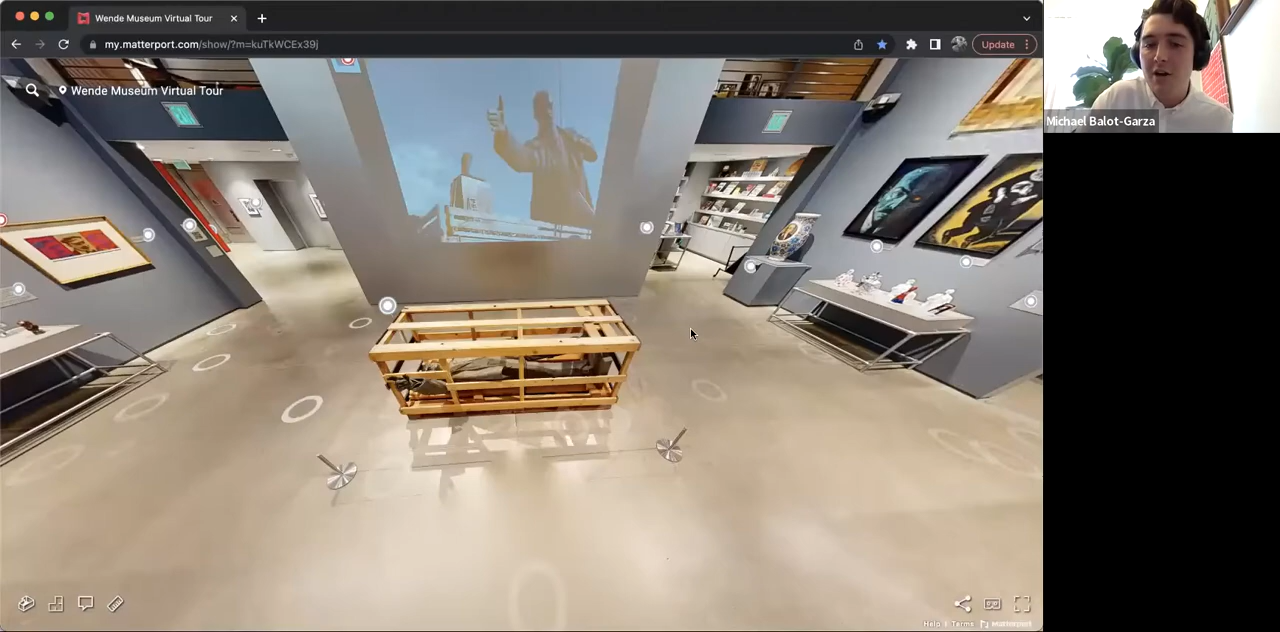 Wende Museum Virtual Tour
my.matterport.com/show/?m=kuTkWCEx39j
Update
Wende Museum Virtual Tour
Michael Balot-Garza
Help | Terms
Matterport